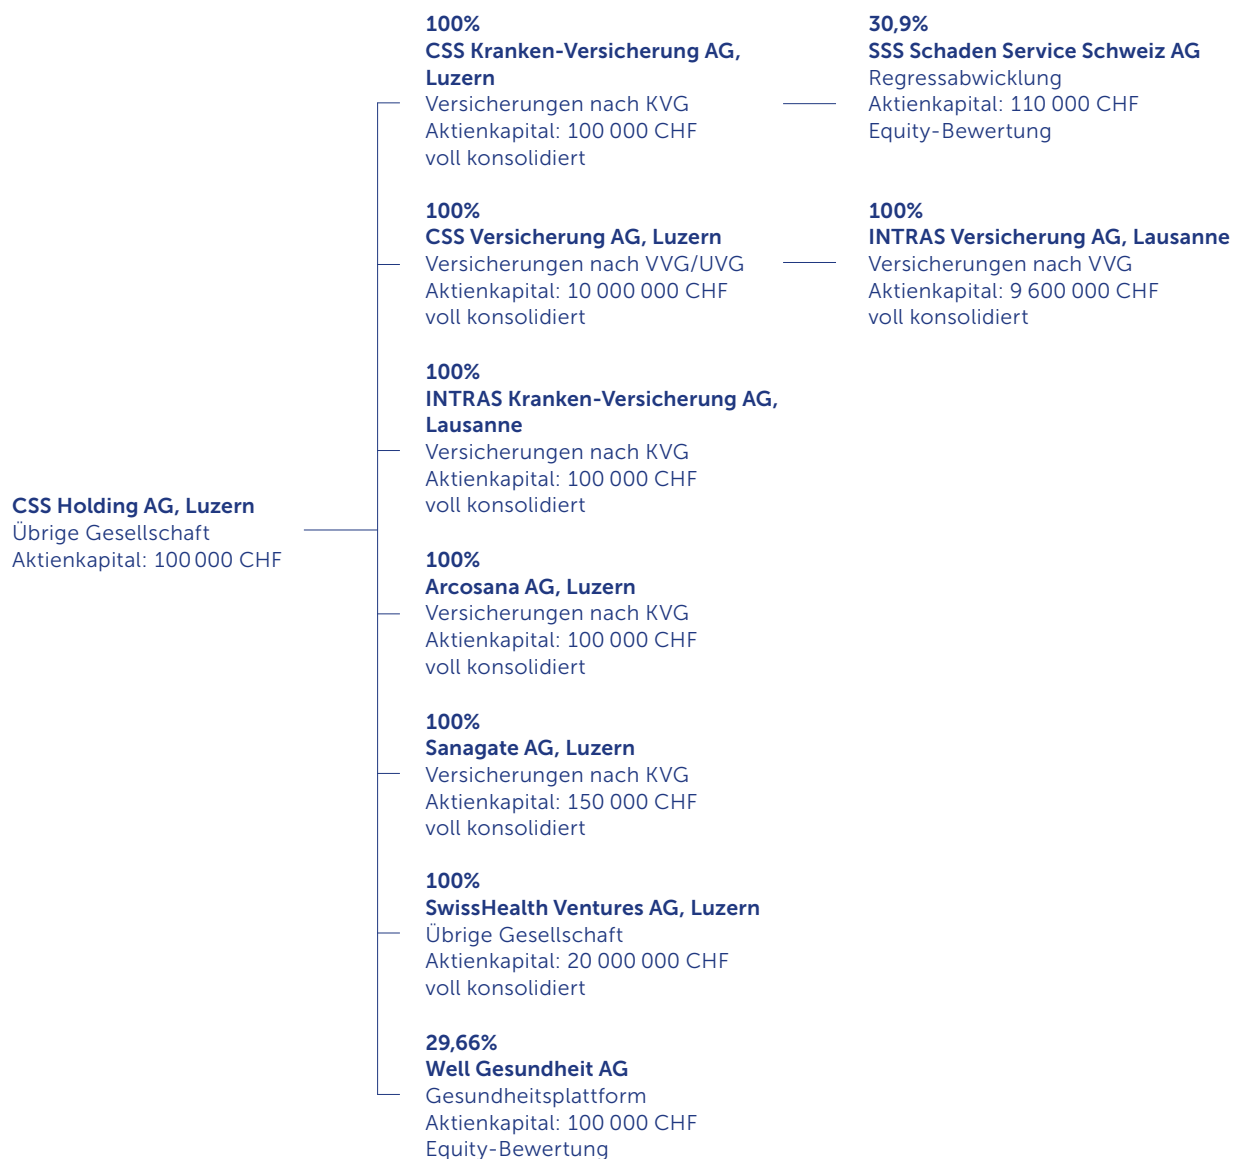 CSS Holding AG, Luzern
Übrige Gesellschaft
Aktienkapital: 100 000 CHF
100%
CSS Kranken-Versicherung AG,
Luzern
Versicherungen nach KVG
Aktienkapital: 100 000 CHF
voll konsolidiert
30,9%
SSS Schaden Service Schweiz AG
Regressabwicklung
Aktienkapital: 110 000 CHF
Equity-Bewertung
100%
CSS Versicherung AG, Luzern
Versicherungen nach VVG/UVG
Aktienkapital: 10 000 000 CHF
voll konsolidiert
100%
INTRAS Versicherung AG, Lausanne
Versicherungen nach VVG
Aktienkapital: 9 600 000 CHF
voll konsolidiert
100%
INTRAS Kranken-Versicherung AG,
Lausanne
Versicherungen nach KVG
Aktienkapital: 100 000 CHF
voll konsolidiert
100%
Arcosana AG, Luzern
Versicherungen nach KVG
Aktienkapital: 100 000 CHF
voll konsolidiert
100%
Sanagate AG, Luzern
Versicherungen nach KVG
Aktienkapital: 150 000 CHF
voll konsolidiert
100%
SwissHealth Ventures AG, Luzern
Übrige Gesellschaft
Aktienkapital: 20 000 000 CHF
voll konsolidiert
29,66%
Well Gesundheit AG
Gesundheitsplattform
Aktienkapital: 100 000 CHF
Equity-Bewertung